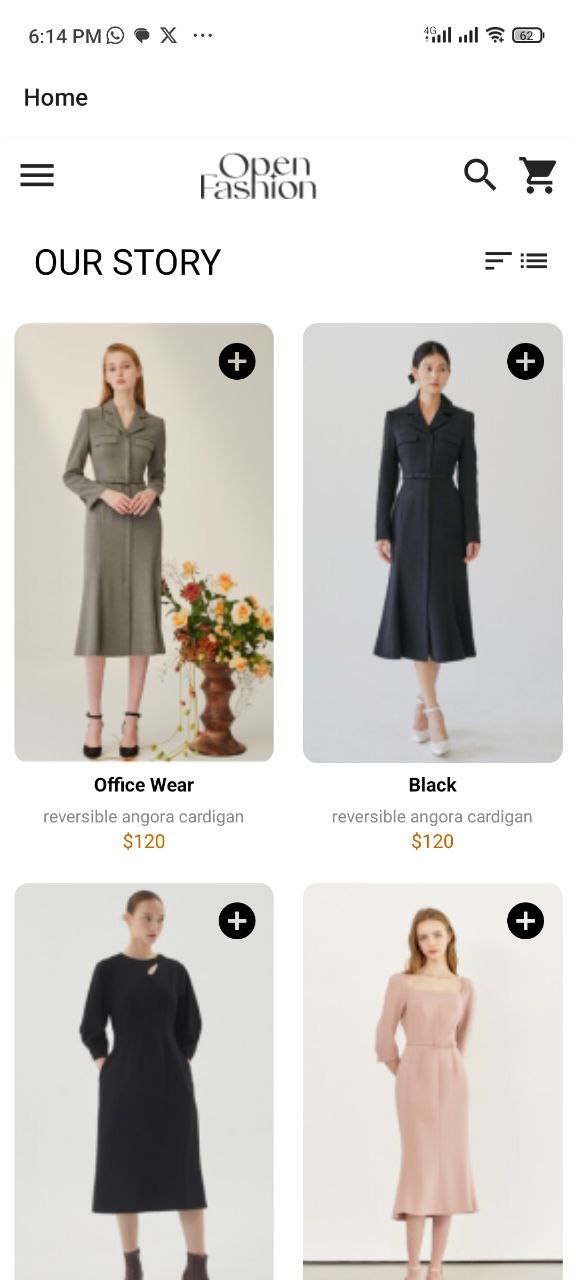 6:14 PM
4G
62
Home
Open
Fashion
OUR STORY
Office Wear
reversible angora cardigan
$120
Black
reversible angora cardigan
$120